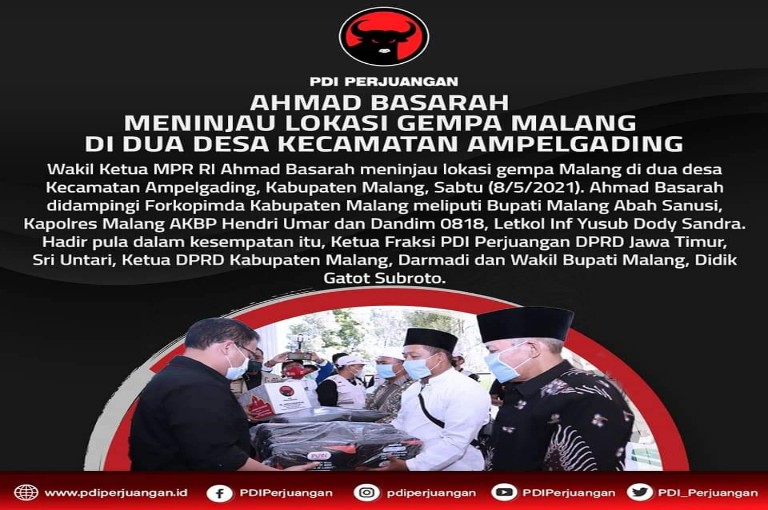 PDI PERJUANGAN
AHMAD BASARAH
MENINJAU LOKASI GEMPA MALANG
DI DUA DESA KECAMATAN AMPELGADING
Wakil Ketua MPR RI Ahmad Basarah meninjau lokasi gempa Malang di dua desa
Kecamatan Ampelgading, Kabupaten Malang, Sabtu (8/5/2021). Ahmad Basarah
didampingi Forkopimda Kabupaten Malang meliputi Bupati Malang Abah Sanusi,
Kapolres Malang AKBP Hendri Umar dan Dandim 0818, Letkol Inf Yusub Dody Sandra.
Hadir pula dalam kesempatan itu, Ketua Fraksi PDI Perjuangan DPRD Jawa Timur,
Sri Untari, Ketua DPRD Kabupaten Malang, Darmadi dan Wakil Bupati Malang, Didik
Gatot Subroto.
www.pdiperjuangan.id PDIPerjuangan pdiperjuangan PDIPerjuangan PDI_Perjuangan